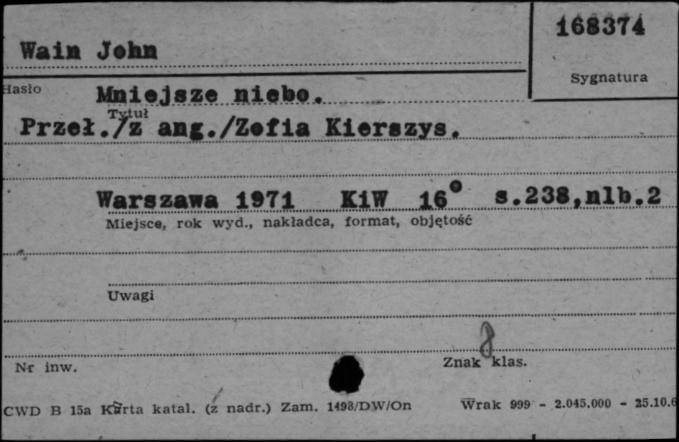 168374
Wain John
Sygnatura
Hasło Mniejsze niebo.
Tytuł
Przeł./z ang./Zofia Kierszys.
Warszawa 1971 KiW 16° s.238,nlb.2
Miejsce, rok wyd., nakładca, format, objętość
Uwagi
8
Nr inw. Znak klas.
CWD B 15a Karta katal. (z nadr.) Zam. 1493/DW/On Wrak 999 - 2.045.000 - 25.10.6